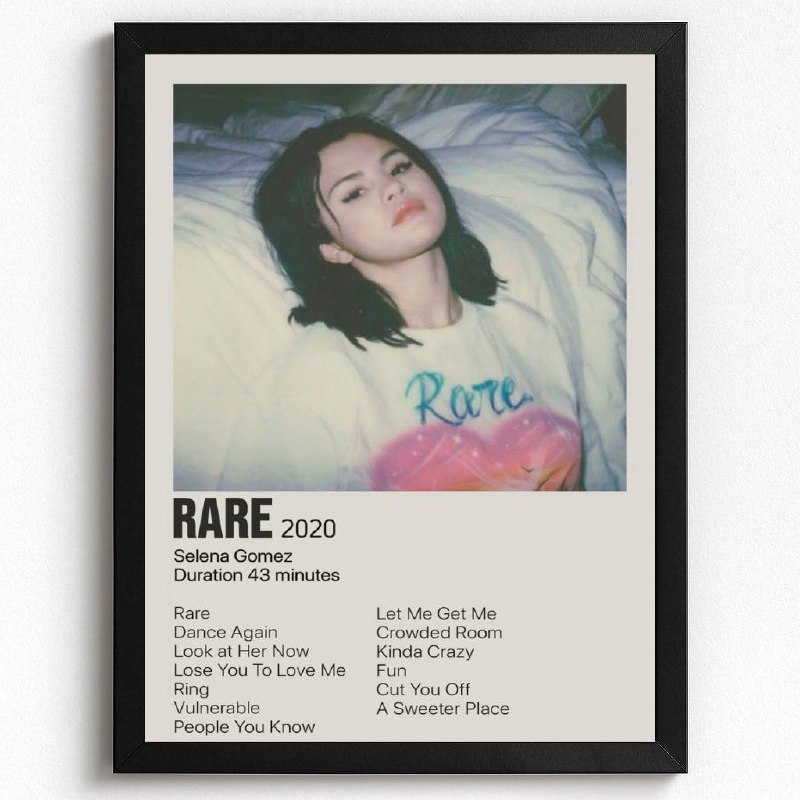 Rare.
RARE 2020
Selena Gomez
Duration 43 minutes
Rare
Dance Again
Look at Her Now
Lose You To Love Me
Ring
Vulnerable
People You Know
Let Me Get Me
Crowded Room
Kinda Crazy
Fun
Cut You Off
A Sweeter Place